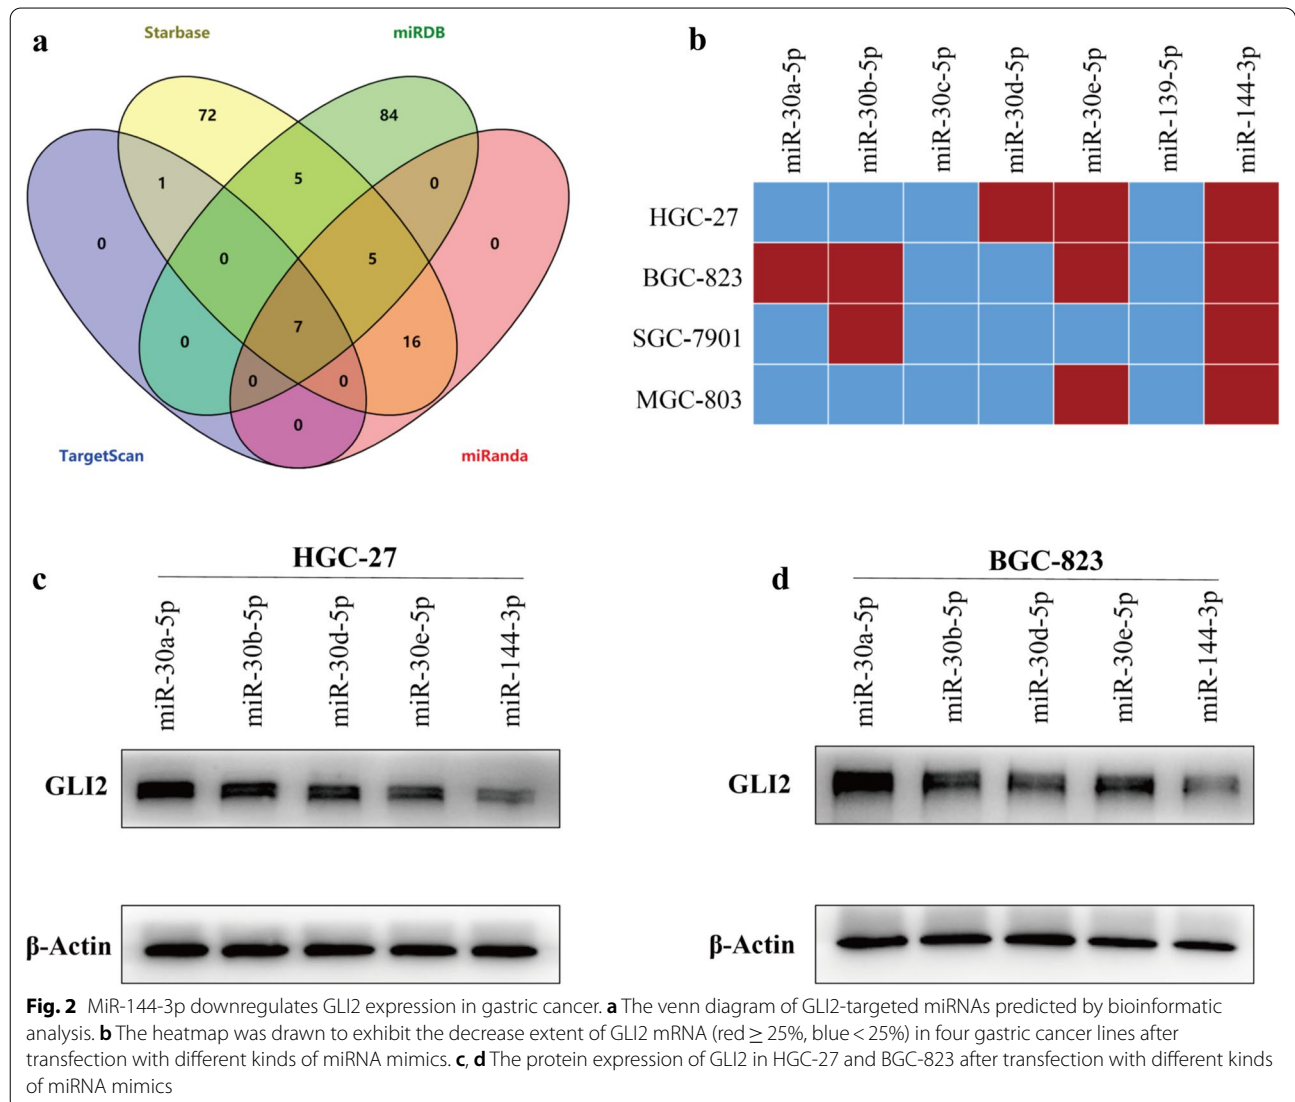 a
Starbase
miRDB
72
84
1
5
0
0
0
5
0
7
0
16
0
0
0
TargetScan
miRanda
b
miR-30a-5p
miR-30b-5p
miR-30c-5p
miR-30d-5p
miR-30e-5p
miR-139-5p
miR-144-3p
HGC-27
BGC-823
SGC-7901
MGC-803
c
HGC-27
miR-30a-5p
miR-30b-5p
miR-30d-5p
miR-30e-5p
miR-144-3p
GLI2
β-Actin
d
BGC-823
miR-30a-5p
miR-30b-5p
miR-30d-5p
miR-30e-5p
miR-144-3p
GLI2
β-Actin
Fig. 2 MiR-144-3p downregulates GLI2 expression in gastric cancer. a The venn diagram of GLI2-targeted miRNAs predicted by bioinformatic
analysis. b The heatmap was drawn to exhibit the decrease extent of GLI2 mRNA (red ≥ 25%, blue < 25%) in four gastric cancer lines after
transfection with different kinds of miRNA mimics. c, d The protein expression of GLI2 in HGC-27 and BGC-823 after transfection with different kinds
of miRNA mimics